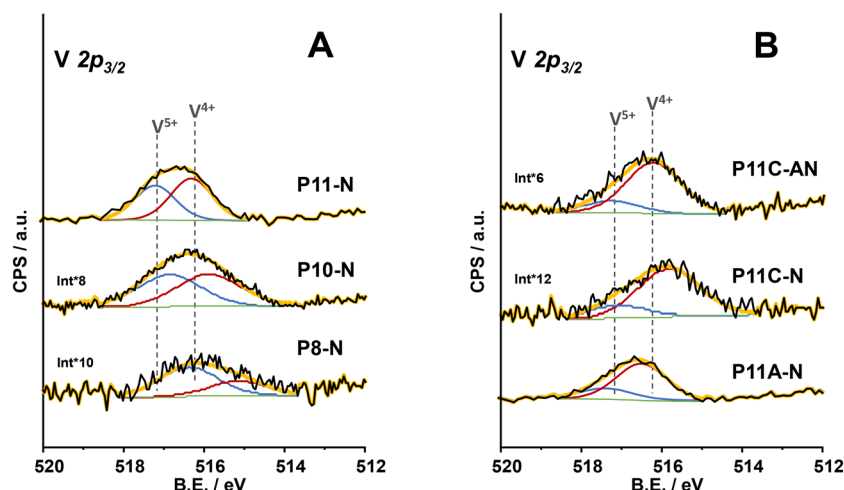 A
V 2p3/2
V5+ V4+
P11-N
Int*8
P10-N
Int*10
P8-N
CPS / a.u.
520 518 516 514 512
B.E. / eV
B
V 2p3/2
V5+ V4+
Int*6
P11C-AN
Int*12
P11C-N
P11A-N
CPS / a.u.
520 518 516 514 512
B.E. / eV